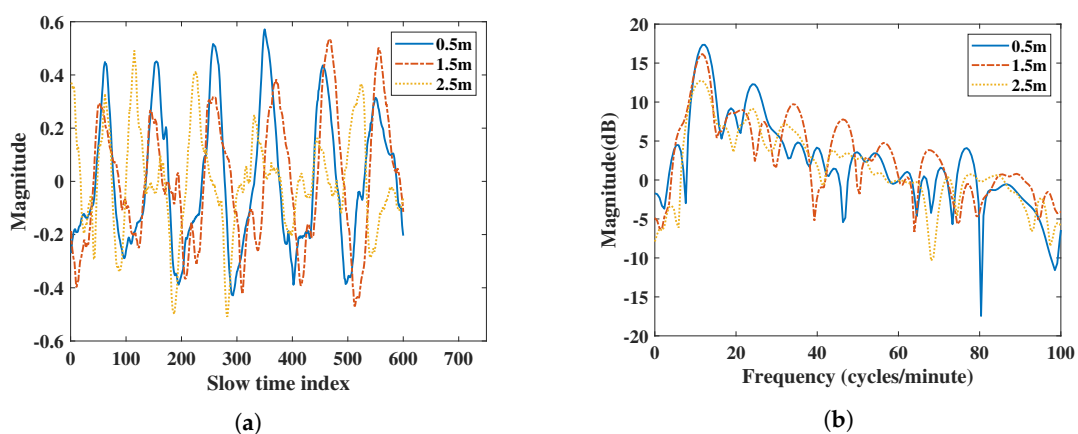 0.6
0.4
0.2
0
-0.2
-0.4
-0.6
Magnitude
0 100 200 300 400 500 600 700
Slow time index
0.5m
1.5m
2.5m
(a)
20
15
10
5
0
-5
-10
-15
-20
Magnitude(dB)
0 20 40 60 80 100
Frequency (cycles/minute)
0.5m
1.5m
2.5m
(b)